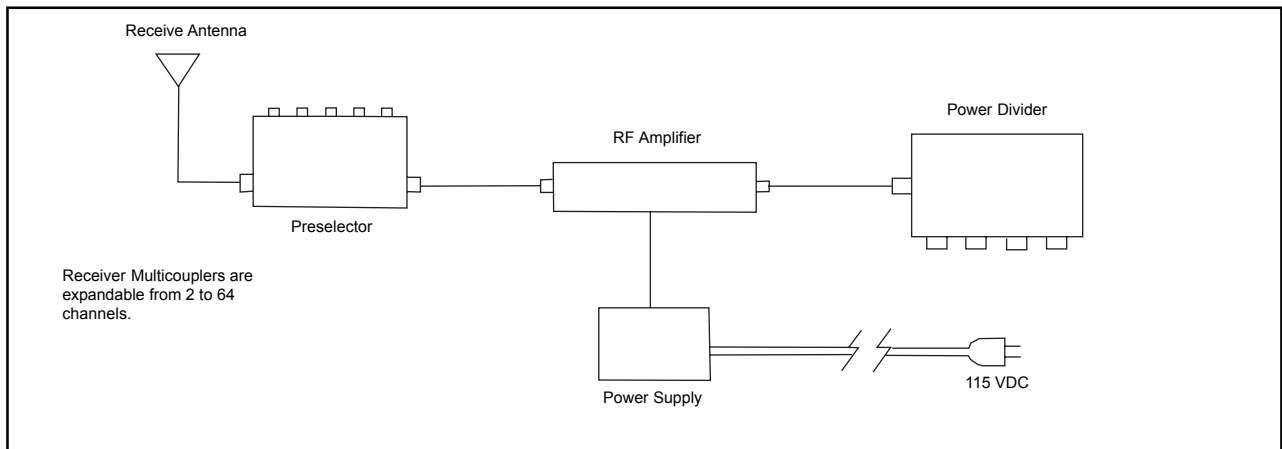 Receive Antenna
Power Divider
RF Amplifier
Preselector
Receiver Multicouplers are
expandable from 2 to 64
channels.
115 VDC
Power Supply